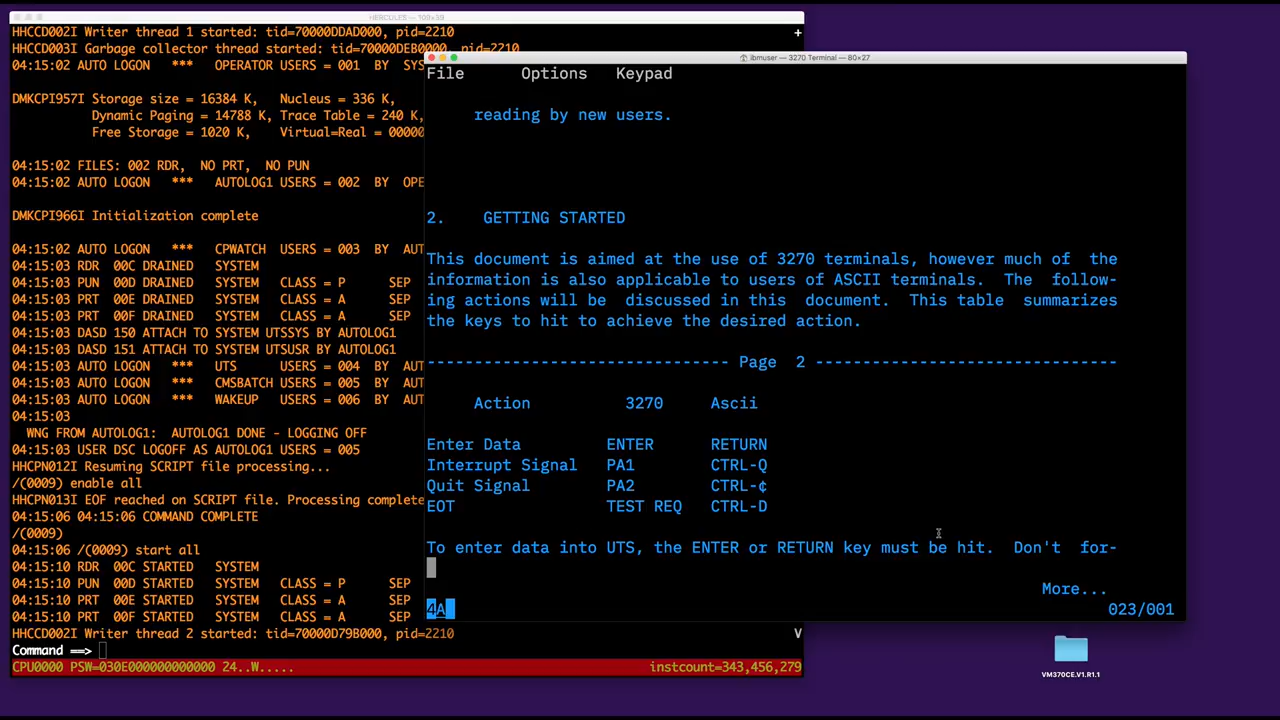 HERCULES — 100×39
HHCCD002I Writer thread 1 started: tid=70000DDAD000, pid=2210
+
HHCCD003I Garbage collector thread started: tid=70000DEB0000, pid=2210
04:15:02 AUTO LOGON   ***   OPERATOR USERS = 001  BY  SYS
DMKCPI957I Storage size = 16384 K,   Nucleus = 336 K,
Dynamic Paging = 14788 K, Trace Table = 240 K,
Free Storage = 1020 K,   Virtual=Real = 00000
04:15:02 FILES: 002 RDR,  NO PRT,  NO PUN
04:15:02 AUTO LOGON   ***   AUTOLOG1 USERS = 002  BY  OPE
DMKCPI966I Initialization complete
04:15:02 AUTO LOGON   ***   CPWATCH  USERS = 003  BY  AUT
04:15:03 RDR  00C DRAINED   SYSTEM
04:15:03 PUN  00D DRAINED   SYSTEM   CLASS = P      SEP
04:15:03 PRT  00E DRAINED   SYSTEM   CLASS = A      SEP
04:15:03 PRT  00F DRAINED   SYSTEM   CLASS = A      SEP
04:15:03 DASD 150 ATTACH TO SYSTEM UTSSYS BY AUTOLOG1
04:15:03 DASD 151 ATTACH TO SYSTEM UTSUSR BY AUTOLOG1
04:15:03 AUTO LOGON   ***   UTS      USERS = 004  BY  AUT
04:15:03 AUTO LOGON   ***   CMSBATCH USERS = 005  BY  AUT
04:15:03 AUTO LOGON   ***   WAKEUP   USERS = 006  BY  AUT
04:15:03
WNG FROM AUTOLOG1:  AUTOLOG1 DONE - LOGGING OFF
04:15:03 USER DSC LOGOFF AS AUTOLOG1 USERS = 005
HHCPN012I Resuming SCRIPT file processing...
/(0009) enable all
HHCPN013I EOF reached on SCRIPT file. Processing complete
04:15:06 04:15:06 COMMAND COMPLETE
/(0009)
04:15:06 /(0009) start all
04:15:10 RDR  00C STARTED   SYSTEM
04:15:10 PUN  00D STARTED   SYSTEM   CLASS = P      SEP
04:15:10 PRT  00E STARTED   SYSTEM   CLASS = A      SEP
04:15:10 PRT  00F STARTED   SYSTEM   CLASS = A      SEP
HHCCD002I Writer thread 2 started: tid=70000D79B000, pid=2210
V
Command ==>
CPU0000 PSW=030E000000000000 24..W.....   instcount=343,456,279
ibmuser — 3270 Terminal — 80×27
File      Options   Keypad
reading by new users.
2.    GETTING STARTED
This document is aimed at the use of 3270 terminals, however much of  the
information is also applicable to users of ASCII terminals.  The  follow-
ing actions will be  discussed in this  document.  This table  summarizes
the keys to hit to achieve the desired action.
-------------------------------- Page  2 --------------------------------
Action          3270     Ascii
Enter Data         ENTER      RETURN
Interrupt Signal   PA1        CTRL-Q
Quit Signal        PA2        CTRL-¢
EOT                TEST REQ   CTRL-D
To enter data into UTS, the ENTER or RETURN key must be hit.  Don't  for-
More...
4A   023/001
VM370CE.V1.R1.1